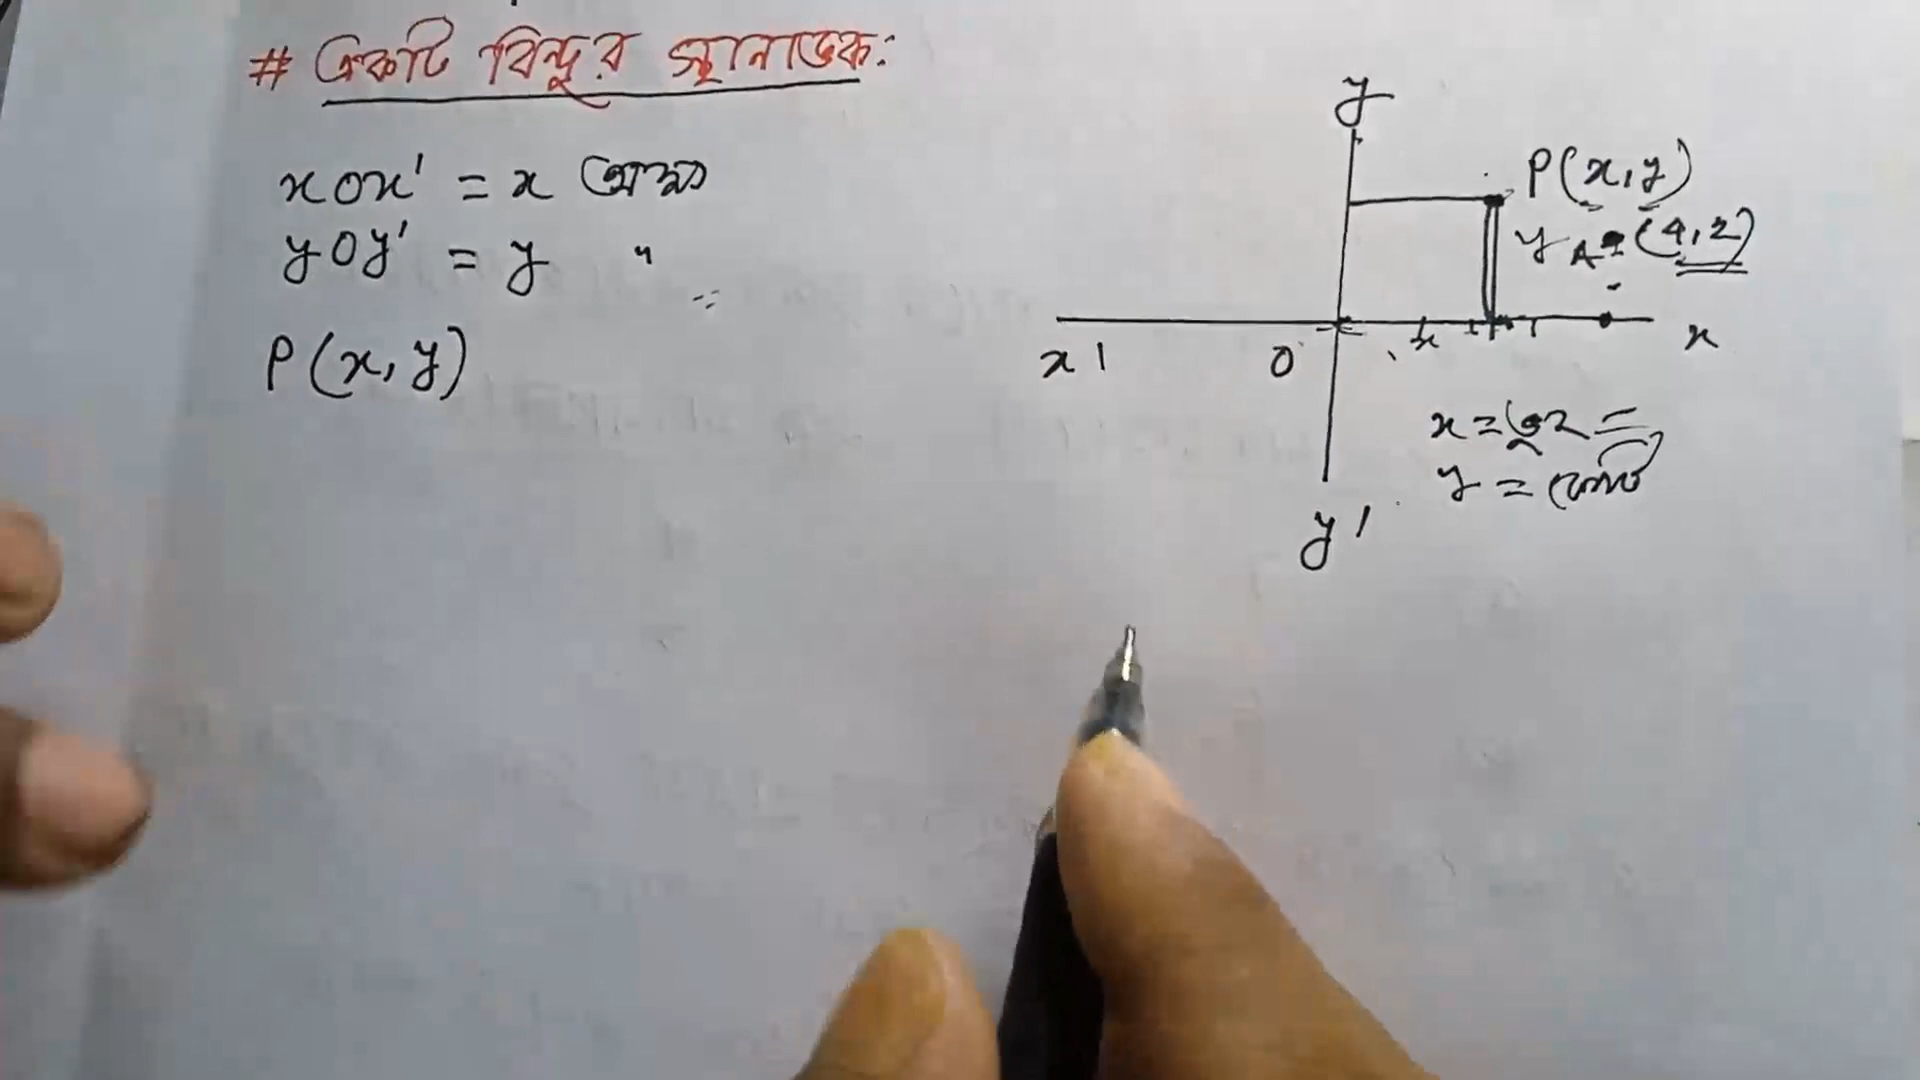 # একটি বিন্দুর স্থানাঙ্ক:
xox' = x অক্ষ
yoy' = y "
P(x, y)
y
P(x, y)
y A (4, 2)
x' O x x
x = ভূজ =
y = কোটি
y'